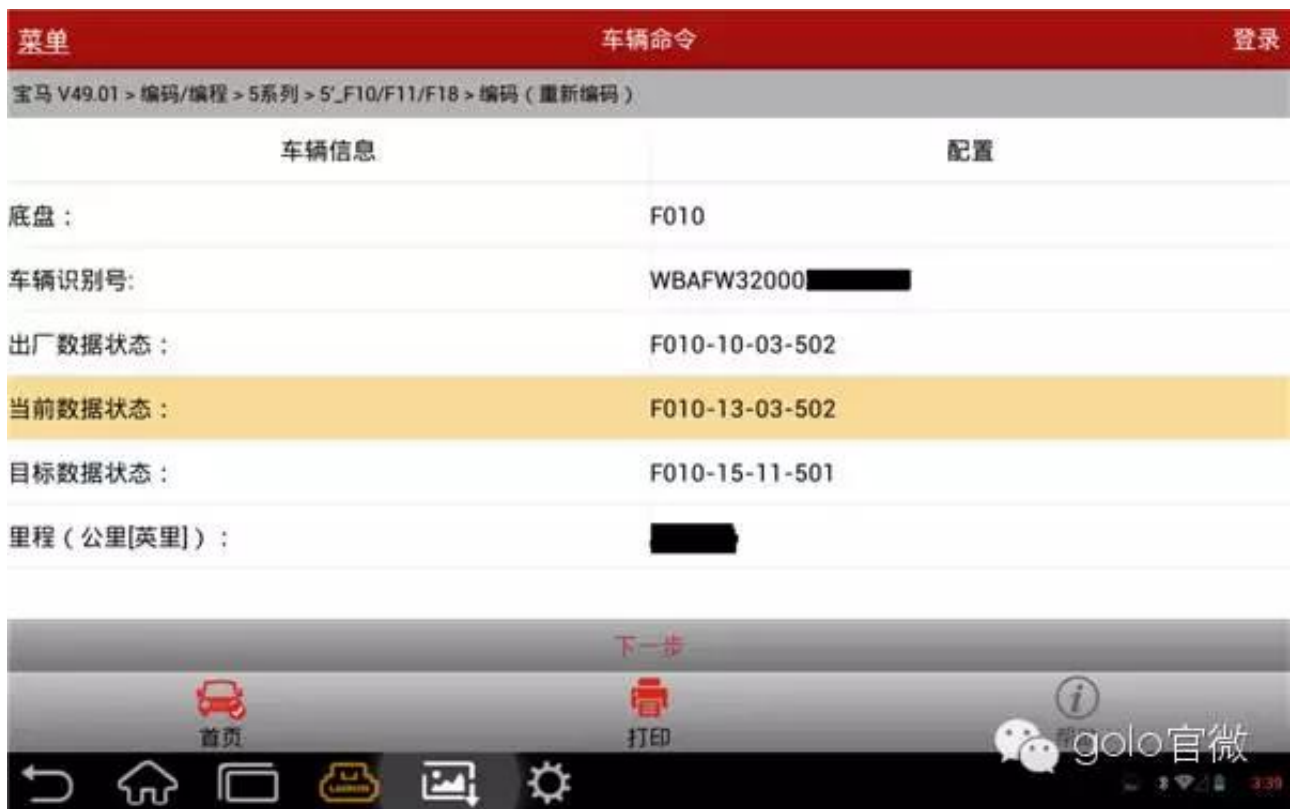 菜单 车辆命令 登录
宝马 V49.01 > 编码/编程 > 5系列 > 5'_F10/F11/F18 > 编码（重新编码）
车辆信息 配置
底盘： F010
车辆识别号: WBAFW32000
出厂数据状态： F010-10-03-502
当前数据状态： F010-13-03-502
目标数据状态： F010-15-11-501
里程（公里[英里]）：
下一步
首页 打印
golo官微
LAUNCH
3:39